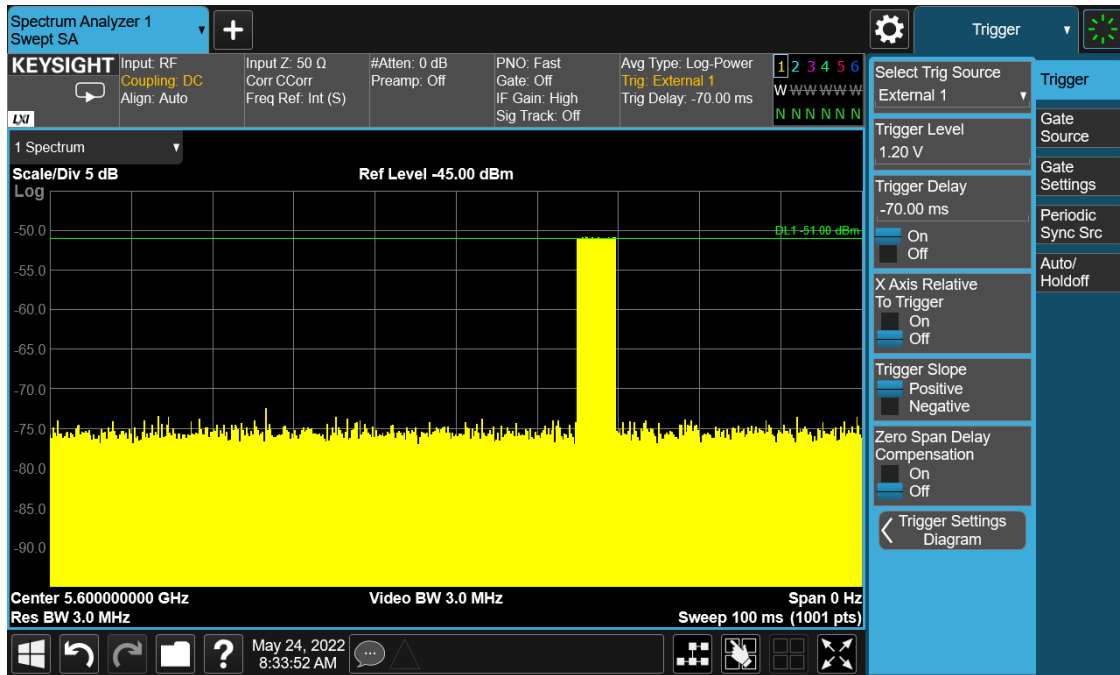 Spectrum Analyzer 1
Swept SA
Trigger
KEYSIGHT
LXI
Input: RF
Coupling: DC
Align: Auto
Input Z: 50 Ω
Corr CCorr
Freq Ref: Int (S)
#Atten: 0 dB
Preamp: Off
PNO: Fast
Gate: Off
IF Gain: High
Sig Track: Off
Avg Type: Log-Power
Trig: External 1
Trig Delay: -70.00 ms
1 2 3 4 5 6
W W W W W W
N N N N N N
1 Spectrum
Scale/Div 5 dB
Ref Level -45.00 dBm
Log
DL1 -51.00 dBm
-50.0
-55.0
-60.0
-65.0
-70.0
-75.0
-80.0
-85.0
-90.0
Center 5.600000000 GHz
Video BW 3.0 MHz
Span 0 Hz
Res BW 3.0 MHz
Sweep 100 ms (1001 pts)
?
May 24, 2022
8:33:52 AM
Select Trig Source
External 1
Trigger Level
1.20 V
Trigger Delay
-70.00 ms
On
Off
X Axis Relative
To Trigger
On
Off
Trigger Slope
Positive
Negative
Zero Span Delay
Compensation
On
Off
Trigger Settings
Diagram
Trigger
Gate
Source
Gate
Settings
Periodic
Sync Src
Auto/
Holdoff